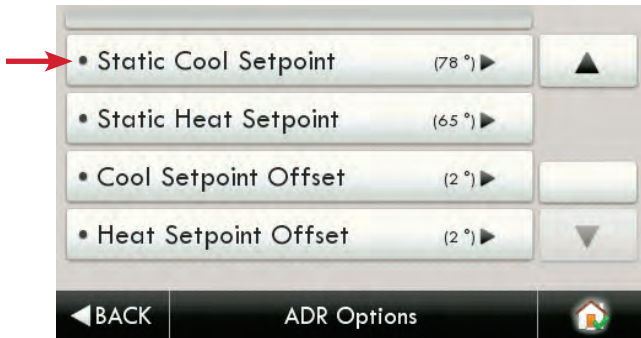 • Static Cool Setpoint (78 °) ▶
• Static Heat Setpoint (65 °) ▶
• Cool Setpoint Offset (2 °) ▶
• Heat Setpoint Offset (2 °) ▶
◀ BACK ADR Options